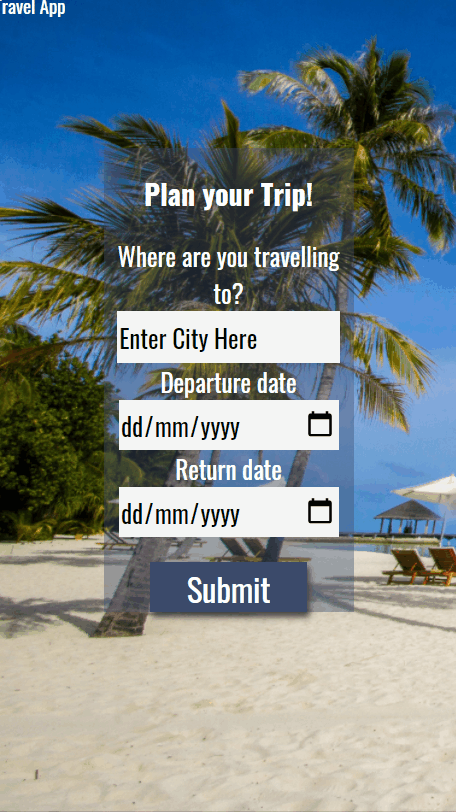 Travel App
Plan your Trip!
Where are you travelling
to?
Enter City Here
Departure date
dd/mm/yyyy
Return date
dd/mm/yyyy
Submit